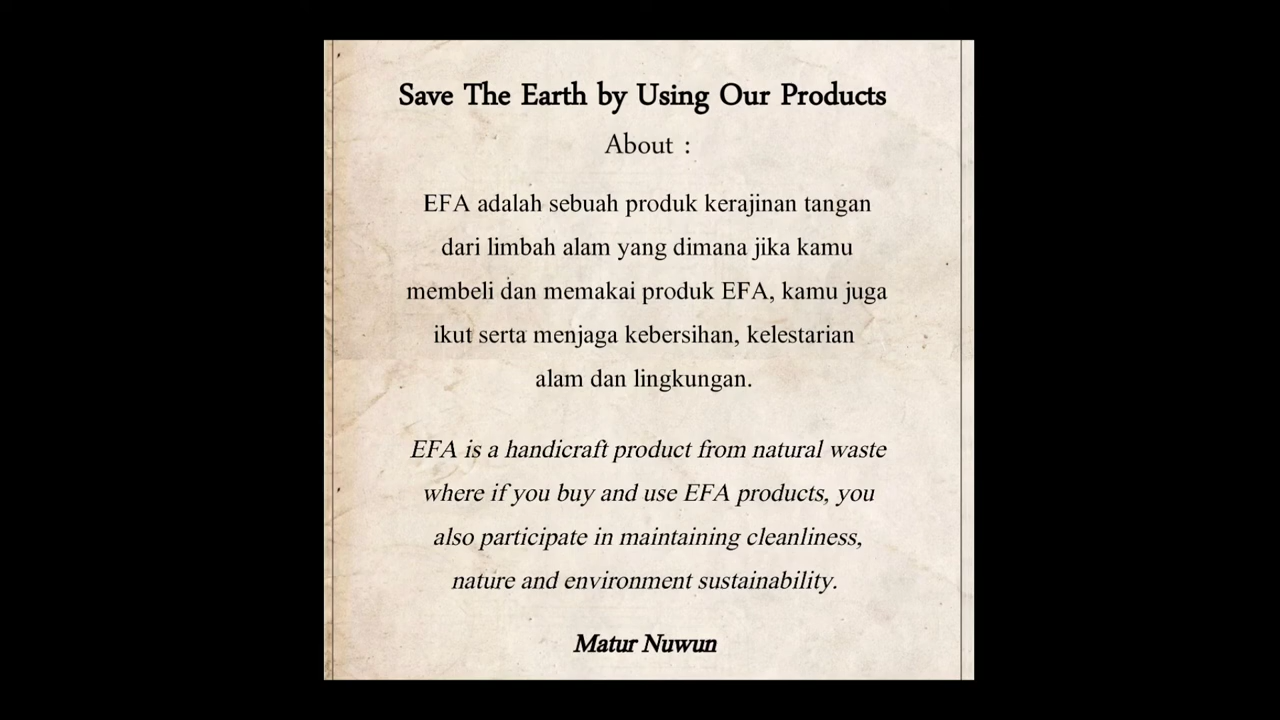 Save The Earth by Using Our Products
About :
EFA adalah sebuah produk kerajinan tangan
dari limbah alam yang dimana jika kamu
membeli dan memakai produk EFA, kamu juga
ikut serta menjaga kebersihan, kelestarian
alam dan lingkungan.
EFA is a handicraft product from natural waste
where if you buy and use EFA products, you
also participate in maintaining cleanliness,
nature and environment sustainability.
Matur Nuwun